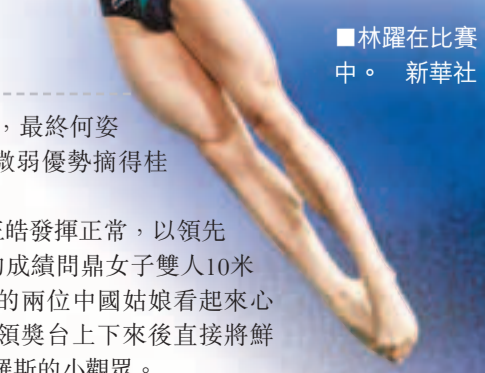 ■林躍在比賽
中。 新華社
，最終何姿
微弱優勢摘得桂
皓發揮正常，以領先
成績問鼎女子雙人10米
的兩位中國姑娘看起來心
領獎台上下來後直接將鮮
羅斯的小觀眾。